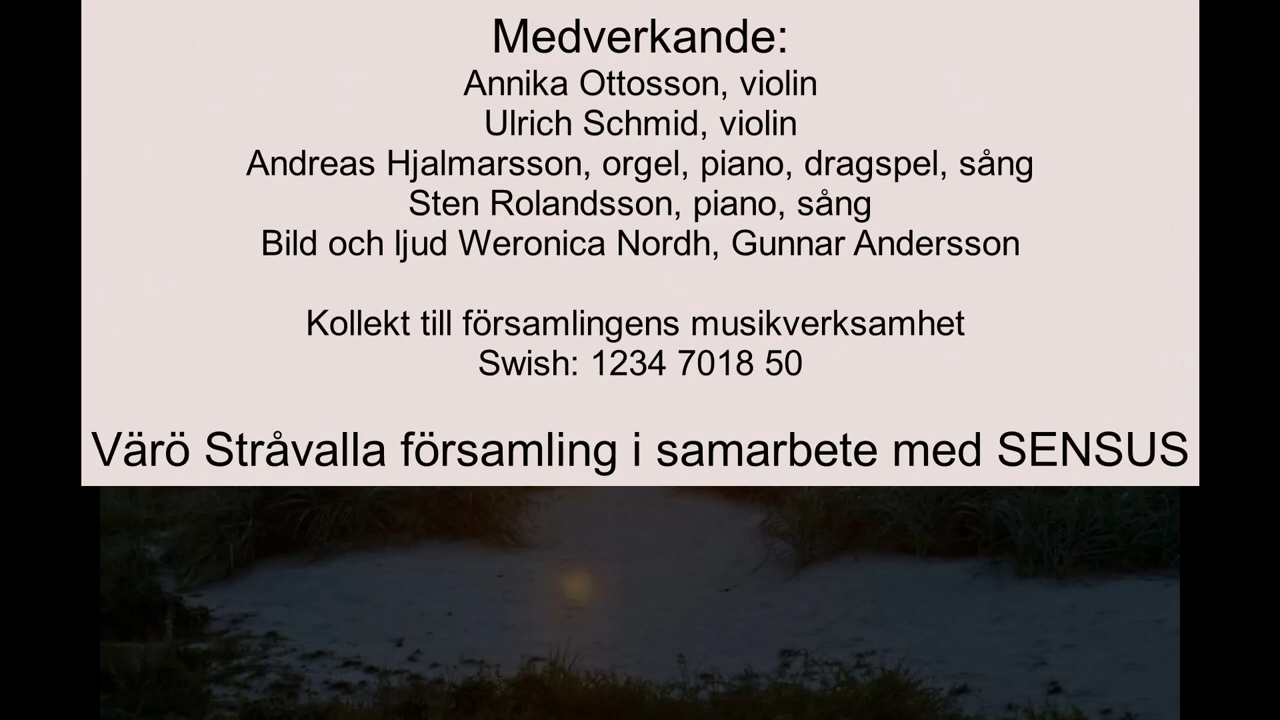 Medverkande:
Annika Ottosson, violin
Ulrich Schmid, violin
Andreas Hjalmarsson, orgel, piano, dragspel, sång
Sten Rolandsson, piano, sång
Bild och ljud Weronica Nordh, Gunnar Andersson
Kollekt till församlingens musikverksamhet
Swish: 1234 7018 50
Värö Stråvalla församling i samarbete med SENSUS